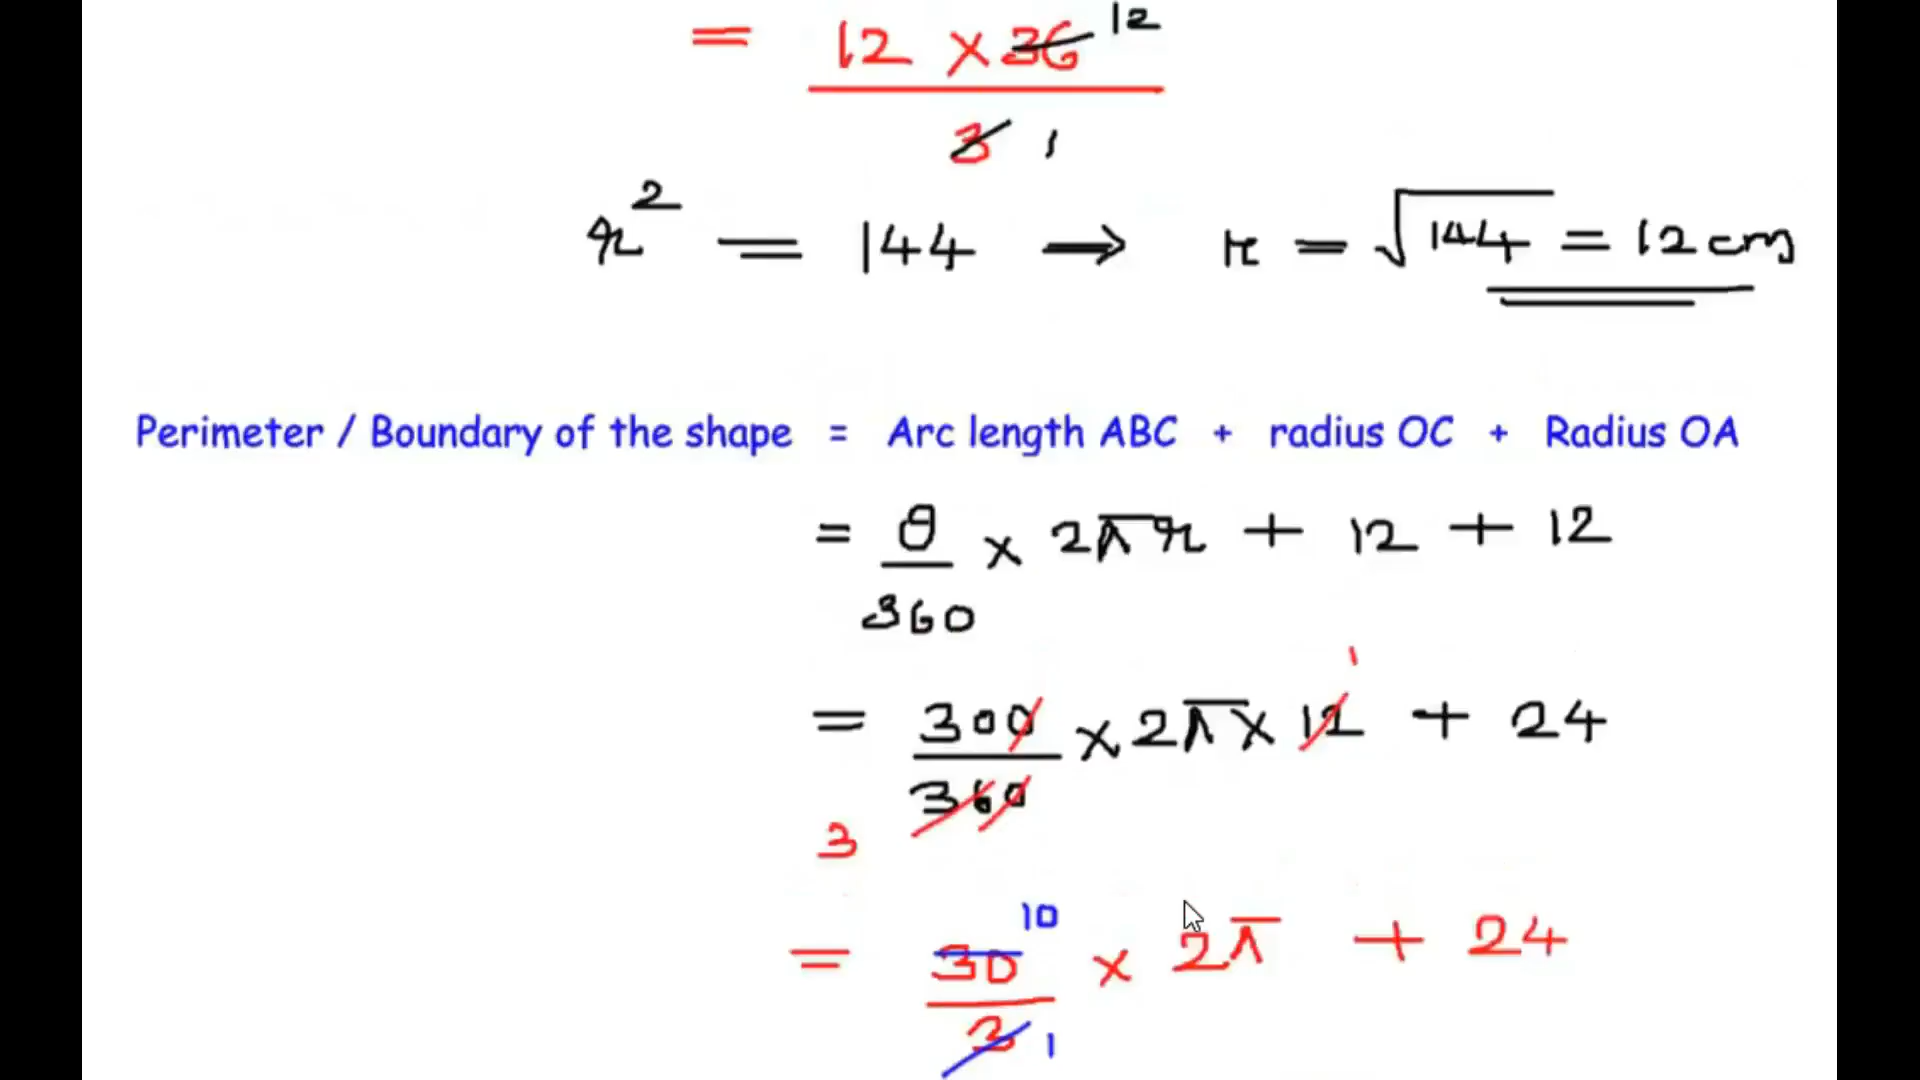 = 12 × 36 12
3 1
r² = 144 → r = √144 = 12 cm
Perimeter / Boundary of the shape = Arc length ABC + radius OC + Radius OA
= θ × 2πr + 12 + 12
360
1
= 300 × 2π × 12 + 24
360
3
10
= 30 × 2π + 24
3 1